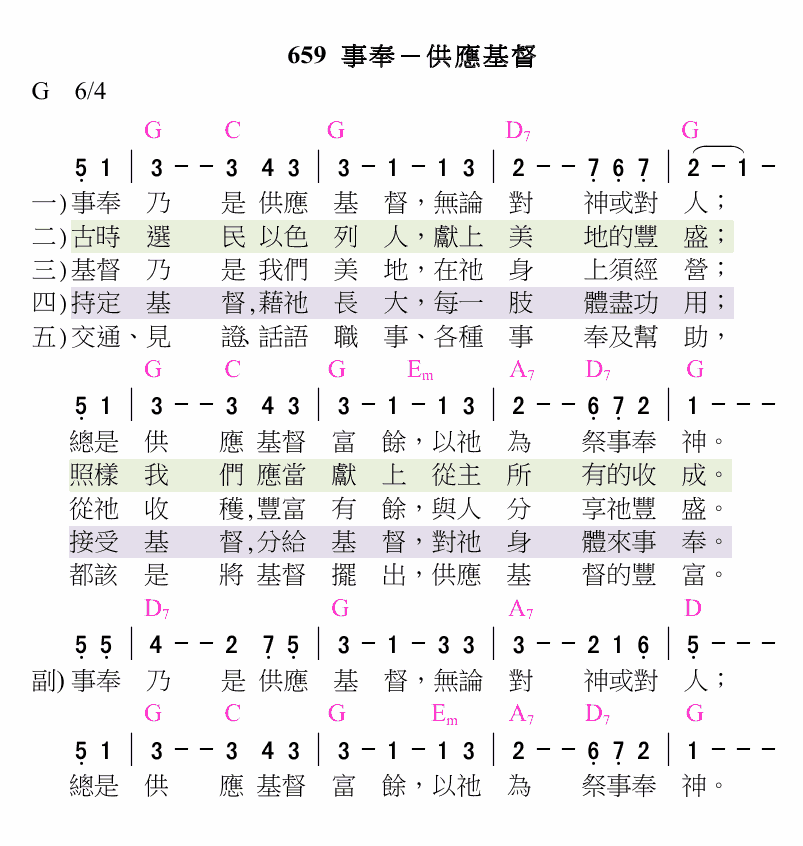 659 事奉－供應基督
G 6/4
G C G D7 G
5̣ 1 | 3 - - 3 4 3 | 3 - 1 - 1 3 | 2 - - 7̣ 6̣ 7̣ | 2 - 1 -
一)事奉 乃 是 供應 基 督，無論 對 神或對 人；
二)古時 選 民 以色 列 人，獻上 美 地的豐 盛；
三)基督 乃 是 我們 美 地，在祂 身 上須經 營；
四)持定 基 督,藉祂 長 大，每一 肢 體盡功 用；
五)交通、見 證、話語 職 事、各種 事 奉及幫 助，
G C G Em A7 D7 G
5̣ 1 | 3 - - 3 4 3 | 3 - 1 - 1 3 | 2 - - 6̣ 7̣ 2 | 1 - - -
總是 供 應 基督 富 餘，以祂 為 祭事奉 神。
照樣 我 們 應當 獻 上 從主 所 有的收 成。
從祂 收 穫,豐富 有 餘，與人 分 享祂豐 盛。
接受 基 督,分給 基 督，對祂 身 體來事 奉。
都該 是 將 基督 擺 出，供應 基 督的豐 富。
D7 G A7 D
5̣ 5̣ | 4 - - 2 7̣ 5̣ | 3 - 1 - 3 3 | 3 - - 2 1 6̣ | 5̣ - - -
副)事奉 乃 是 供應 基 督，無論 對 神或對 人；
G C G Em A7 D7 G
5̣ 1 | 3 - - 3 4 3 | 3 - 1 - 1 3 | 2 - - 6̣ 7̣ 2 | 1 - - -
總是 供 應 基督 富 餘，以祂 為 祭事奉 神。